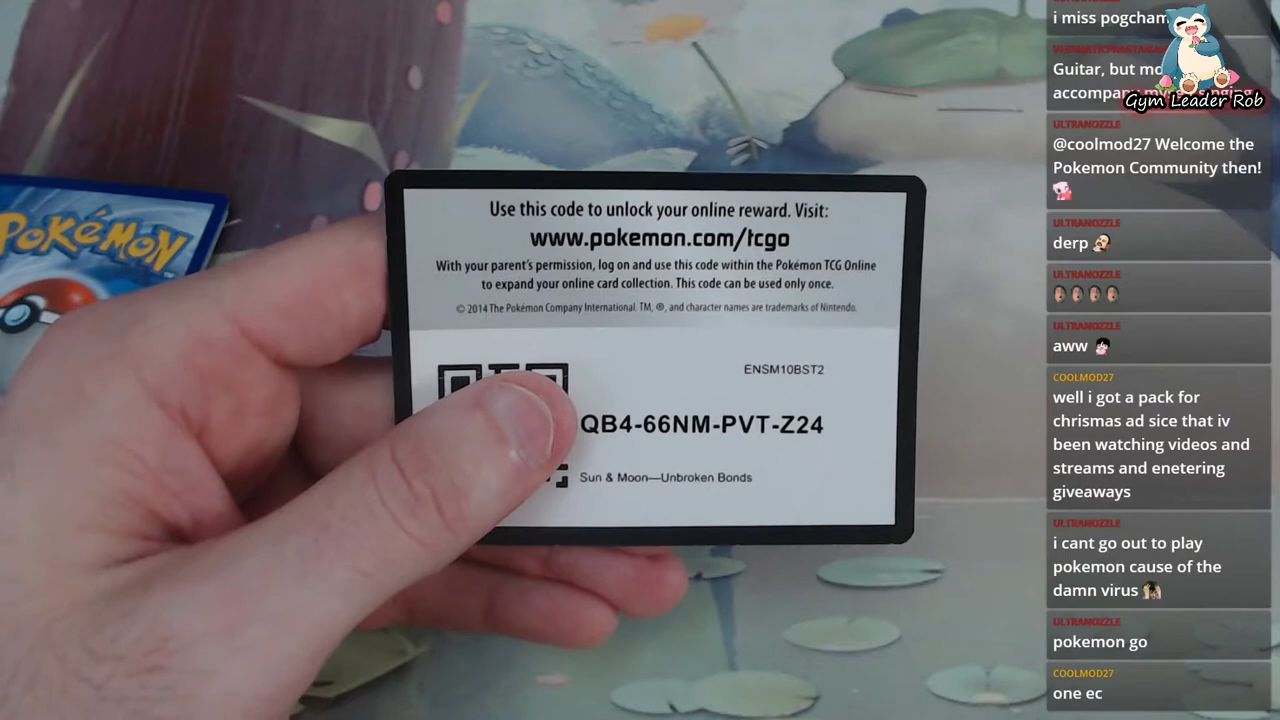 POKéMON
Use this code to unlock your online reward. Visit:
www.pokemon.com/tcgo
With your parent's permission, log on and use this code within the Pokémon TCG Online
to expand your online card collection. This code can be used only once.
© 2014 The Pokémon Company International. TM, ®, and character names are trademarks of Nintendo.
ENSM10BST2
QB4-66NM-PVT-Z24
Sun & Moon—Unbroken Bonds
i miss pogcham
Gym Leader Rob
Guitar, but mo
accompany my singing
ULTRANOZZLE
@coolmod27 Welcome the
Pokemon Community then!
ULTRANOZZLE
derp
ULTRANOZZLE
ULTRANOZZLE
aww
COOLMOD27
well i got a pack for
chrismas ad sice that iv
been watching videos and
streams and enetering
giveaways
ULTRANOZZLE
i cant go out to play
pokemon cause of the
damn virus
ULTRANOZZLE
pokemon go
COOLMOD27
one ec